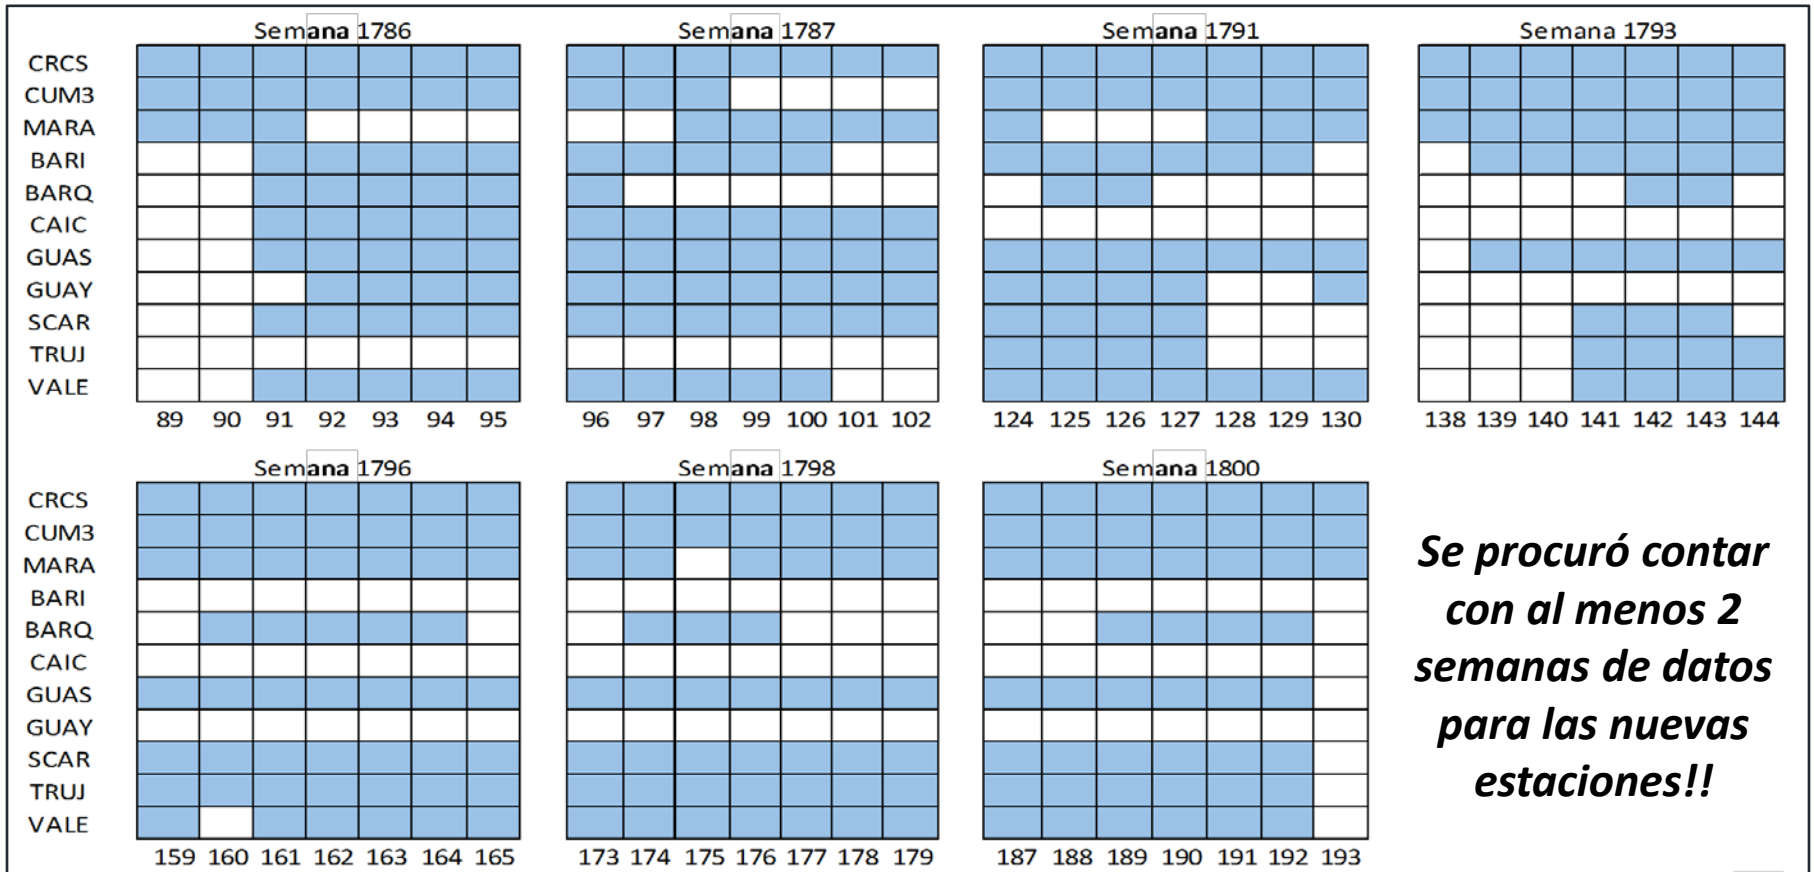 Semana 1786 Semana 1787 Semana 1791 Semana 1793
CRCS
CUM3
MARA
BARI
BARQ
CAIC
GUAS
GUAY
SCAR
TRUJ
VALE
89 90 91 92 93 94 95 96 97 98 99 100 101 102 124 125 126 127 128 129 130 138 139 140 141 142 143 144
Semana 1796 Semana 1798 Semana 1800
CRCS
CUM3
MARA
BARI
BARQ
CAIC
GUAS
GUAY
SCAR
TRUJ
VALE
159 160 161 162 163 164 165 173 174 175 176 177 178 179 187 188 189 190 191 192 193
Se procuró contar
con al menos 2
semanas de datos
para las nuevas
estaciones!!